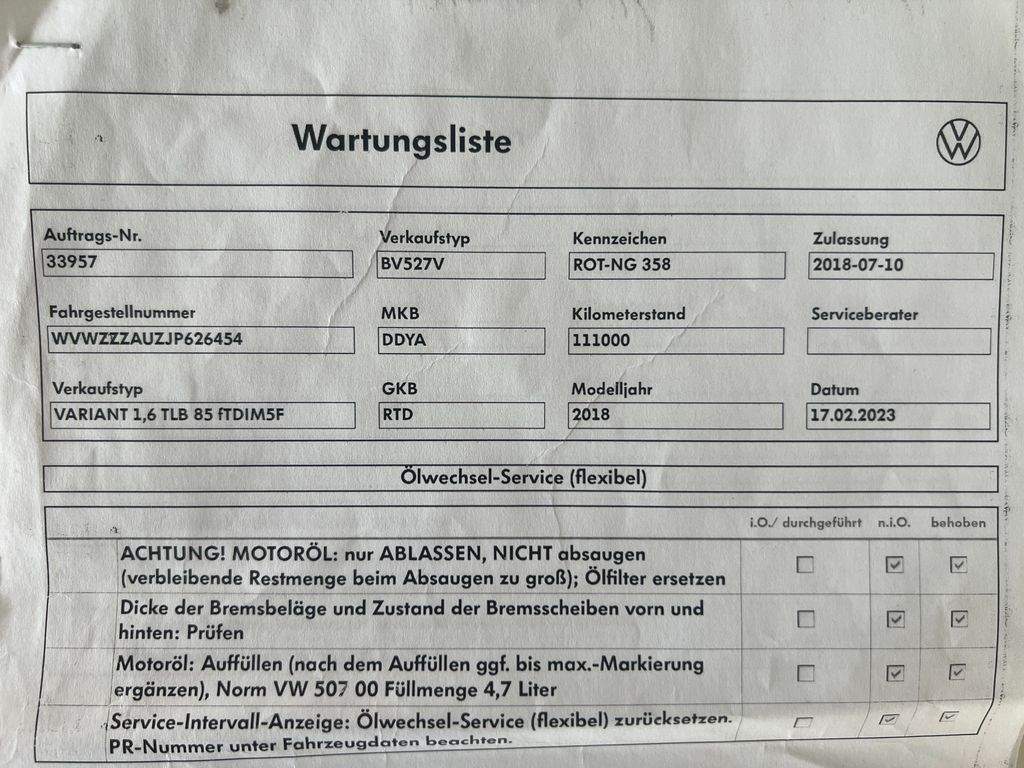 Wartungsliste
Auftrags-Nr. Verkaufstyp Kennzeichen Zulassung
33957 BV527V ROT-NG 358 2018-07-10
Fahrgestellnummer MKB Kilometerstand Serviceberater
WVWZZZAUZJP626454 DDYA 111000
Verkaufstyp GKB Modelljahr Datum
VARIANT 1,6 TLB 85 fTDIM5F RTD 2018 17.02.2023
Ölwechsel-Service (flexibel)
i.O./ durchgeführt n.i.O. behoben
ACHTUNG! MOTORÖL: nur ABLASSEN, NICHT absaugen
(verbleibende Restmenge beim Absaugen zu groß); Ölfilter ersetzen
Dicke der Bremsbeläge und Zustand der Bremsscheiben vorn und
hinten: Prüfen
Motoröl: Auffüllen (nach dem Auffüllen ggf. bis max.-Markierung
ergänzen), Norm VW 507 00 Füllmenge 4,7 Liter
Service-Intervall-Anzeige: Ölwechsel-Service (flexibel) zurücksetzen.
PR-Nummer unter Fahrzeugdaten beachten.